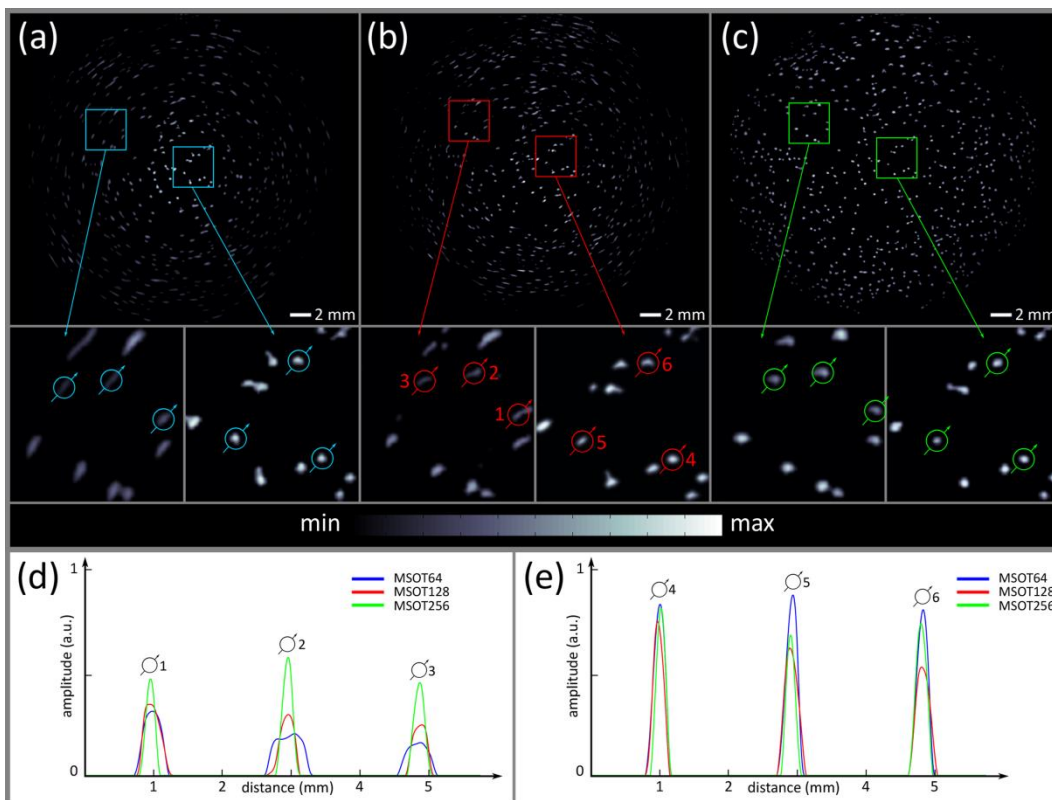 (a)
(b)
(c)
2 mm
2 mm
2 mm
3
2
1
6
5
4
min
max
(d)
1
amplitude (a.u.)
0
MSOT64
MSOT128
MSOT256
1
2
3
1
2
distance (mm)
4
5
(e)
1
amplitude (a.u.)
0
MSOT64
MSOT128
MSOT256
4
5
6
1
2
distance (mm)
4
5